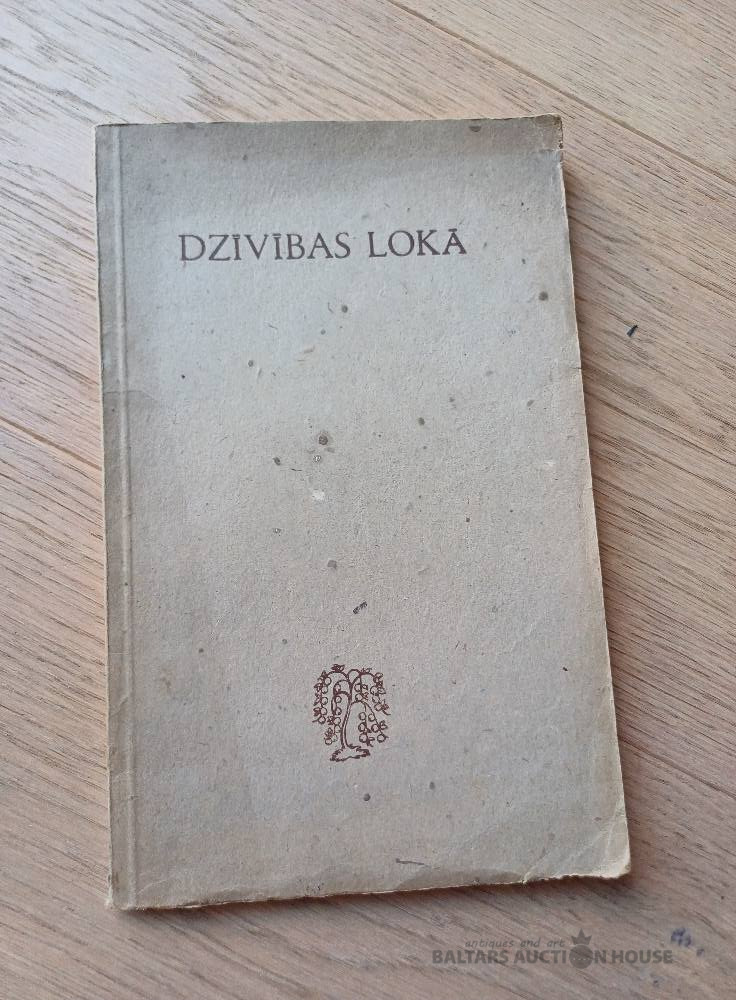 DZĪVĪBAS LOKĀ
antiques and art
BALTARS AUCTION HOUSE